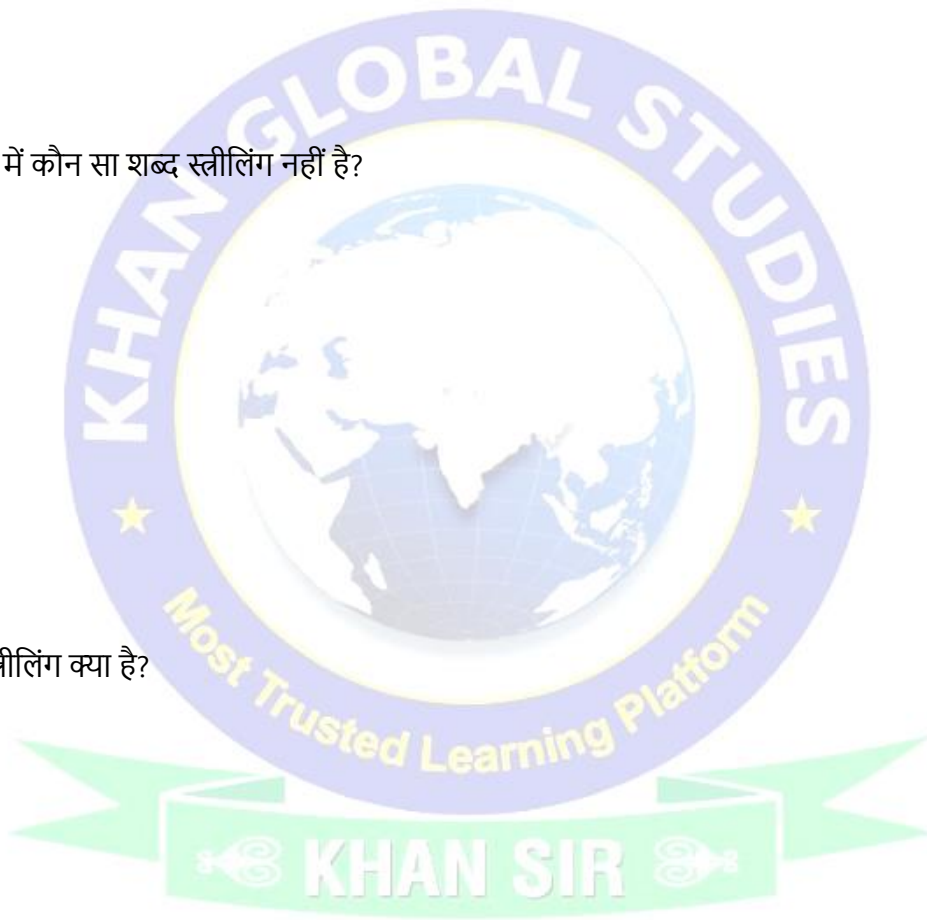 KHAN GLOBAL STUDIES
में कौन सा शब्द स्त्रीलिंग नहीं है?
त्रीलिंग क्या है?
Most Trusted Learning Platform
KHAN SIR